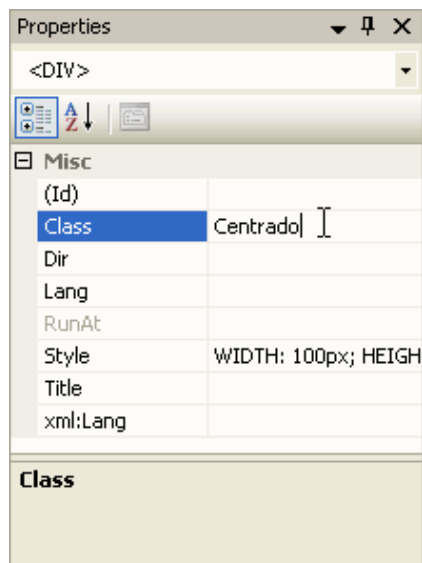 Properties
<DIV>
Misc
(Id)
Class Centrado
Dir
Lang
RunAt
Style WIDTH: 100px; HEIGH
Title
xml:Lang
Class